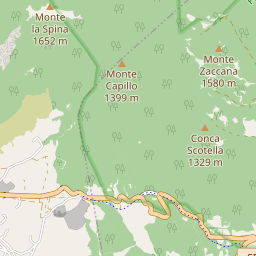 Monte
la Spina
1652 m
Monte
Capillo
1399 m
Monte
Zaccana
1580 m
Conca
Scotella
1329 m